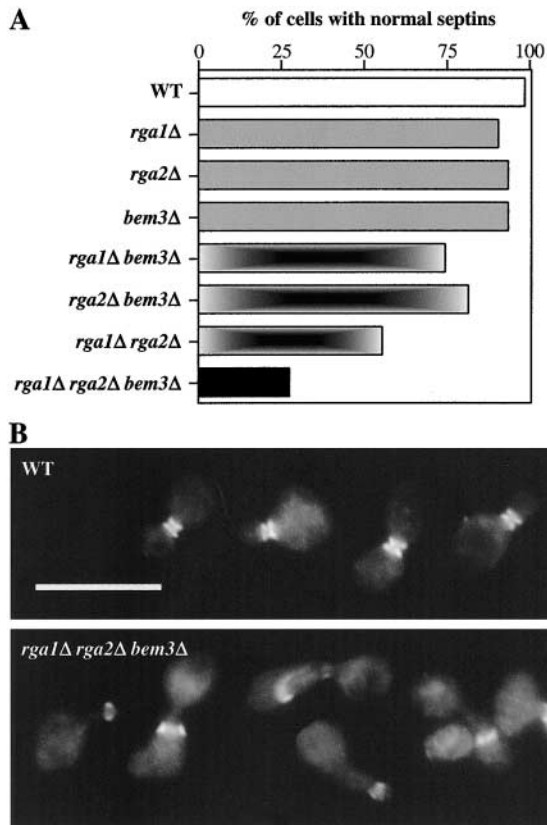 A
% of cells with normal septins
0 25 50 75 100
WT
rga1Δ
rga2Δ
bem3Δ
rga1Δ bem3Δ
rga2Δ bem3Δ
rga1Δ rga2Δ
rga1Δ rga2Δ bem3Δ
B
WT
rga1Δ rga2Δ bem3Δ